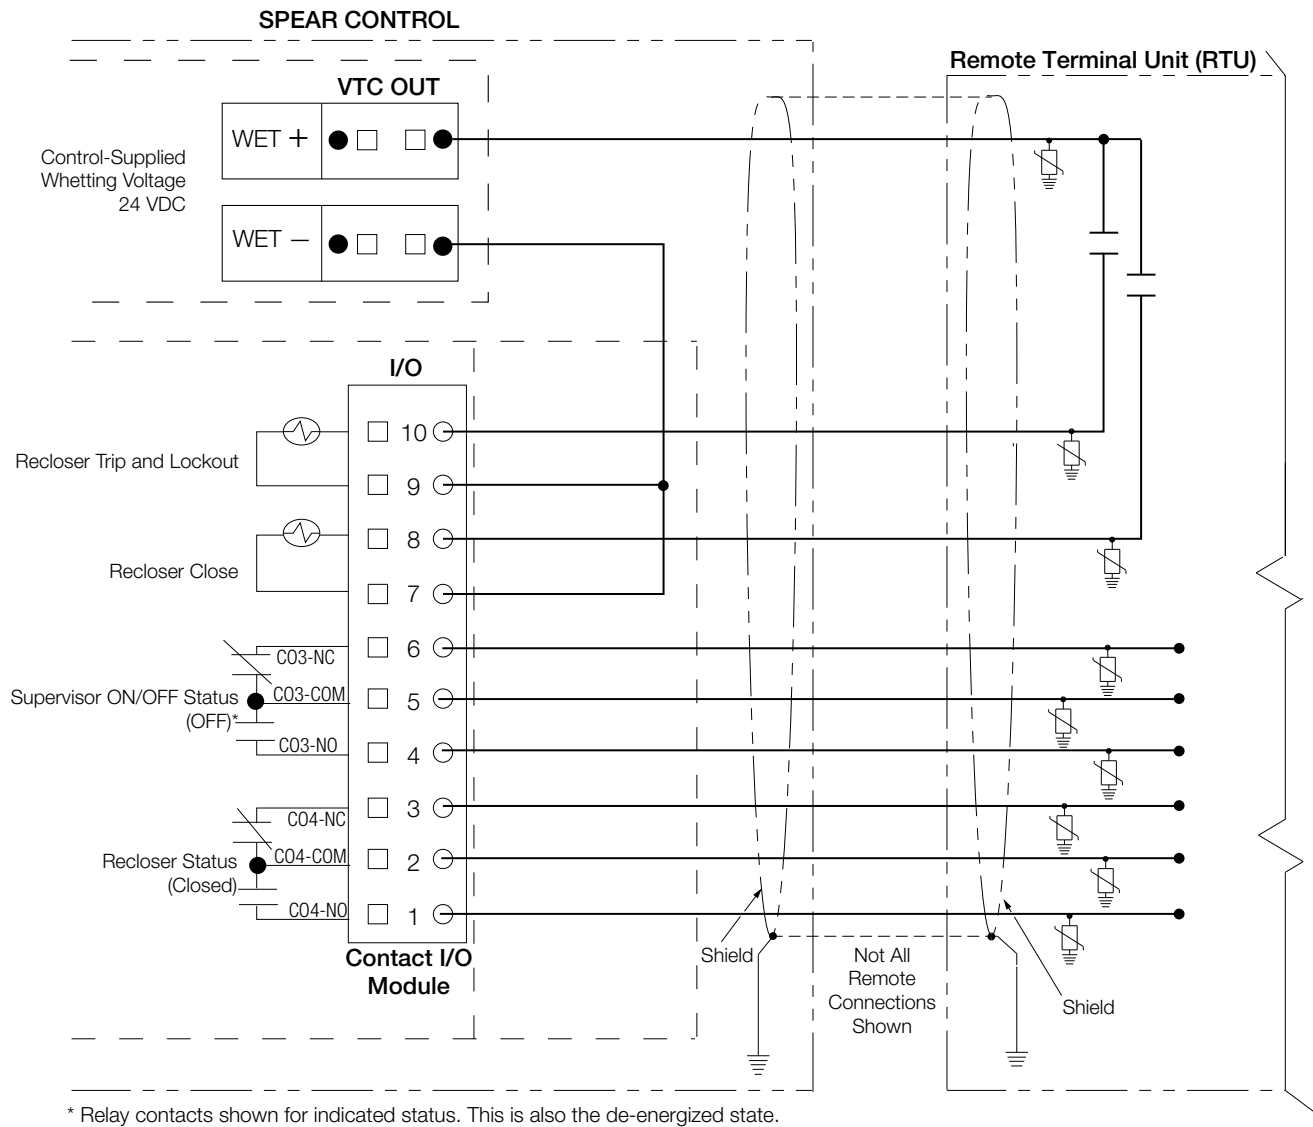 SPEAR CONTROL
Remote Terminal Unit (RTU)
VTC OUT
WET +
Control-Supplied
Whetting Voltage
24 VDC
WET –
I/O
10
Recloser Trip and Lockout
9
8
Recloser Close
7
6
C03-NC
Supervisor ON/OFF Status
(OFF)*
C03-COM
5
C03-NO
4
3
C04-NC
Recloser Status
(Closed)
C04-COM
2
C04-NO
1
Contact I/O
Module
Shield
Not All
Remote
Connections
Shown
Shield
* Relay contacts shown for indicated status. This is also the de-energized state.